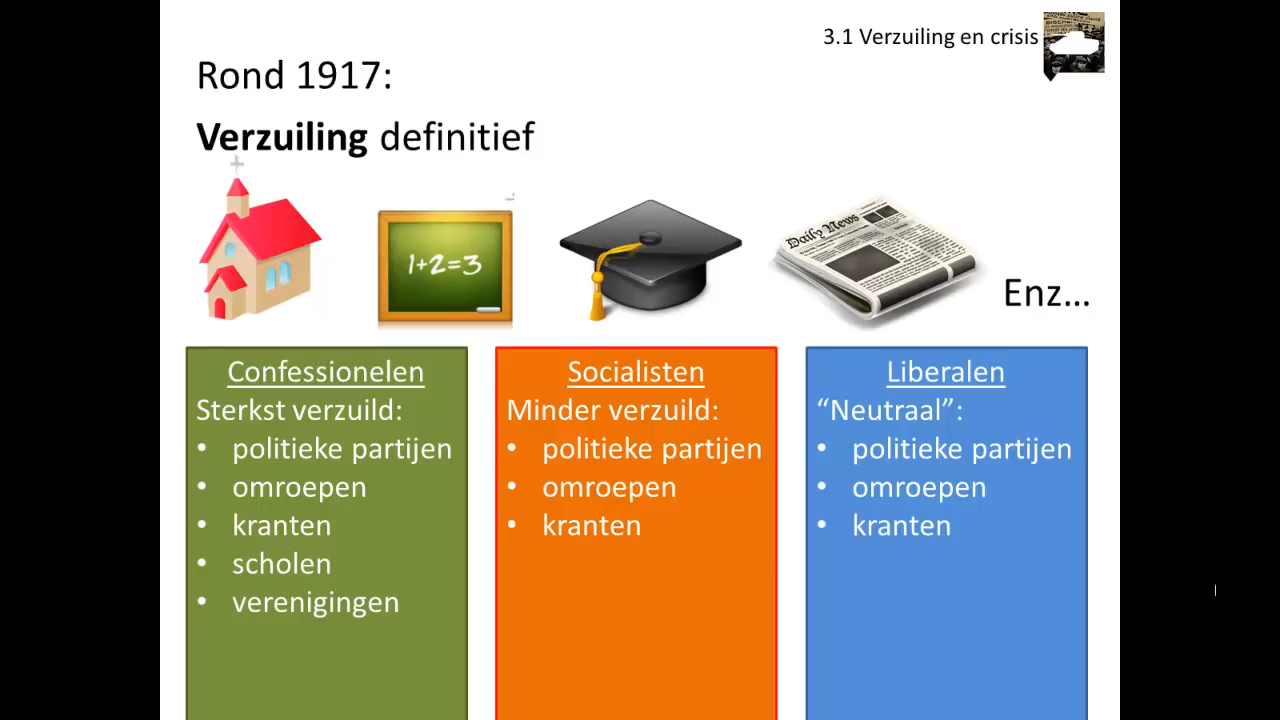 3.1 Verzuiling en crisis
Rond 1917:
Verzuiling definitief
1+2=3
Daily News
Enz...
Confessionelen
Sterkst verzuild:
• politieke partijen
• omroepen
• kranten
• scholen
• verenigingen
Socialisten
Minder verzuild:
• politieke partijen
• omroepen
• kranten
Liberalen
“Neutraal”:
• politieke partijen
• omroepen
• kranten